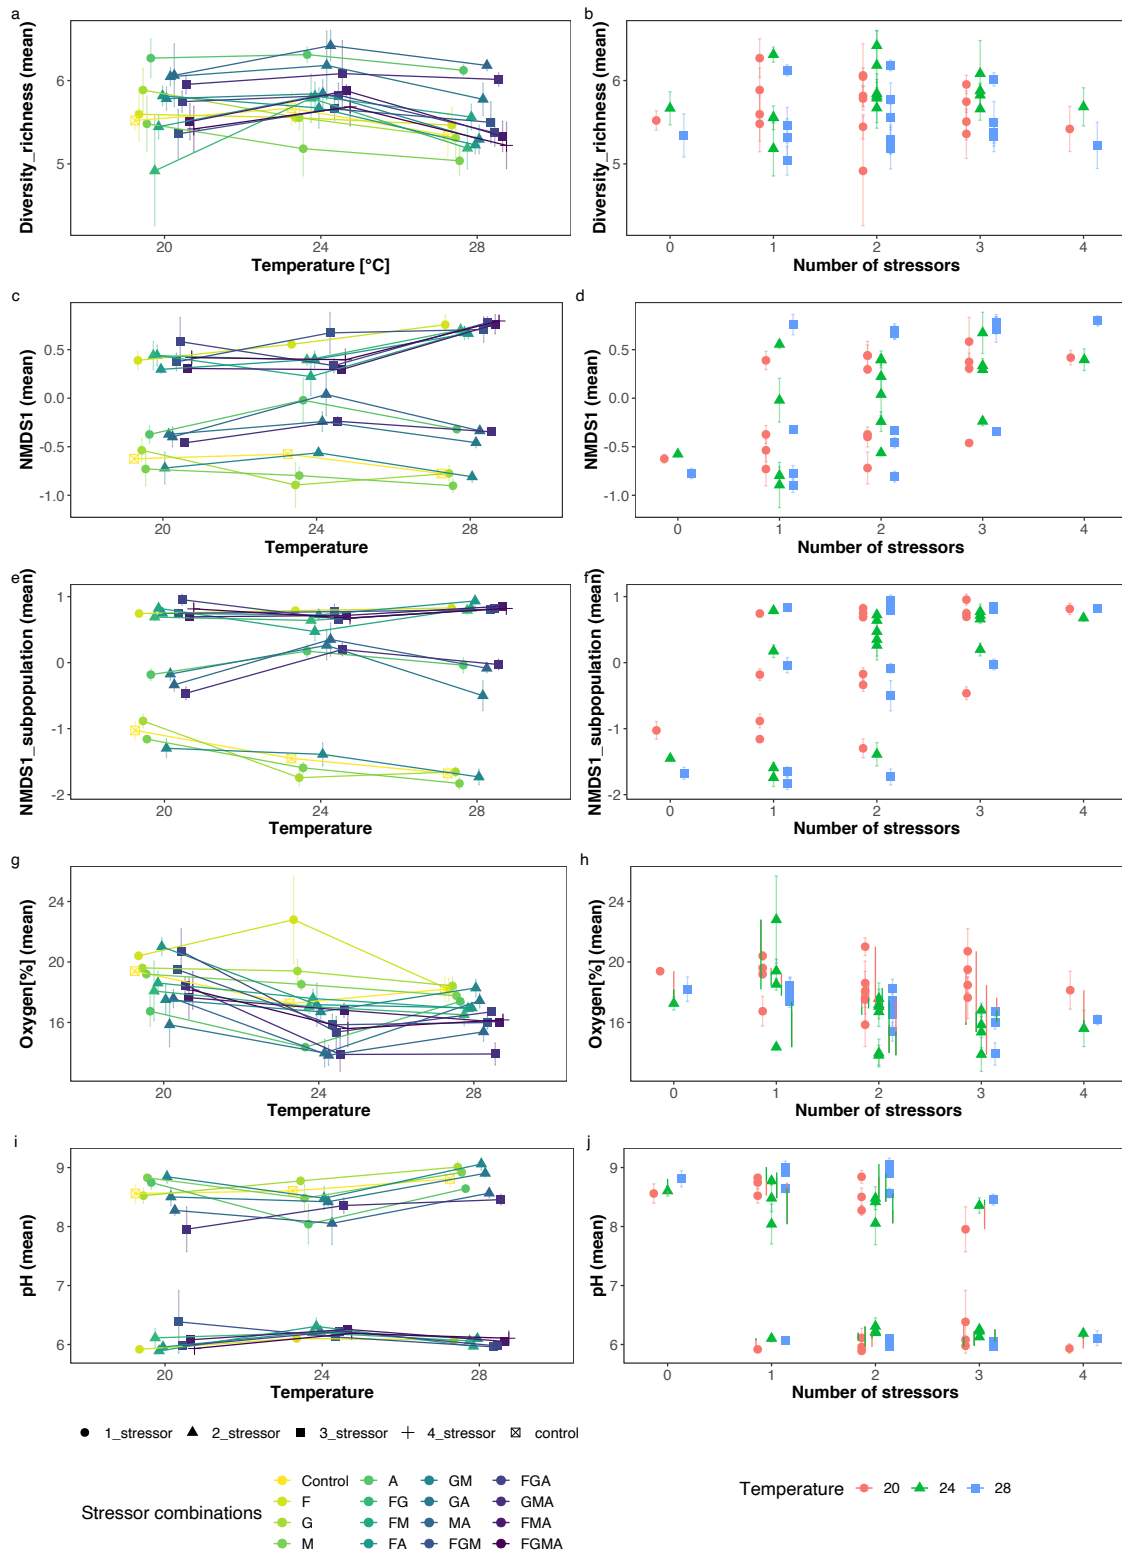 a
b
Diversity_richness (mean)
6
5
20
24
28
Temperature [°C]
Diversity_richness (mean)
6
5
0
1
2
3
4
Number of stressors
c
d
NMDS1 (mean)
0.5
0.0
-0.5
-1.0
20
24
28
Temperature
NMDS1 (mean)
0.5
0.0
-0.5
-1.0
0
1
2
3
4
Number of stressors
e
f
NMDS1_subpopulation (mean)
1
0
-1
-2
20
24
28
Temperature
NMDS1_subpopulation (mean)
1
0
-1
-2
0
1
2
3
4
Number of stressors
g
h
Oxygen[%] (mean)
24
20
16
20
24
28
Temperature
Oxygen[%] (mean)
24
20
16
0
1
2
3
4
Number of stressors
i
j
pH (mean)
9
8
7
6
20
24
28
Temperature
pH (mean)
9
8
7
6
0
1
2
3
4
Number of stressors
1_stressor 2_stressor 3_stressor 4_stressor control
Stressor combinations
Control A GM FGA
F FG GA GMA
G FM MA FMA
M FA FGM FGMA
Temperature 20 24 28